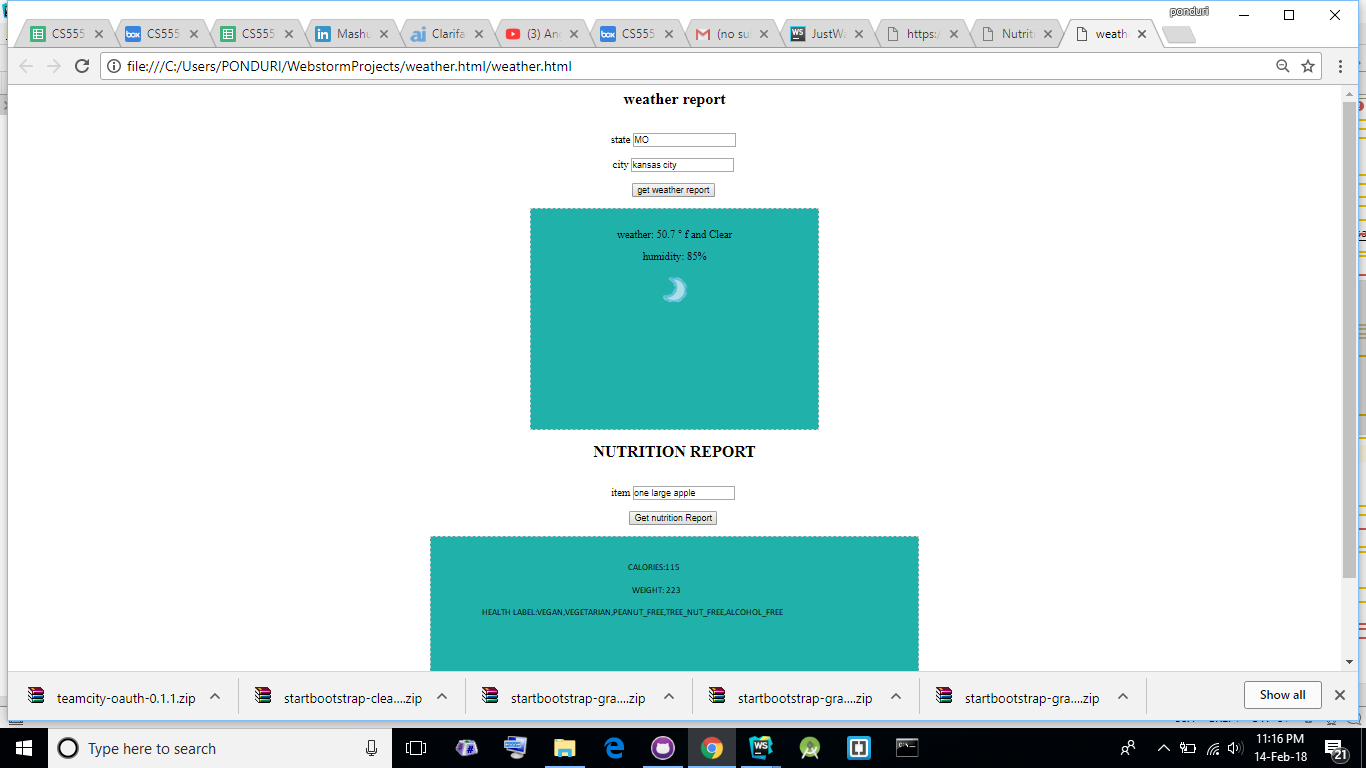 ponduri
CS555
CS555
CS555
Mashu
Clarifa
(3) An
CS555
(no su
JustWa
https:/
Nutriti
weath
file:///C:/Users/PONDURI/WebstormProjects/weather.html/weather.html
weather report
state MO
city kansas city
get weather report
weather: 50.7 ° f and Clear
humidity: 85%
NUTRITION REPORT
item one large apple
Get nutrition Report
CALORIES:115
WEIGHT: 223
HEALTH LABEL:VEGAN,VEGETARIAN,PEANUT_FREE,TREE_NUT_FREE,ALCOHOL_FREE
teamcity-oauth-0.1.1.zip
startbootstrap-clea....zip
startbootstrap-gra....zip
startbootstrap-gra....zip
startbootstrap-gra....zip
Show all
Type here to search
11:16 PM
14-Feb-18
21